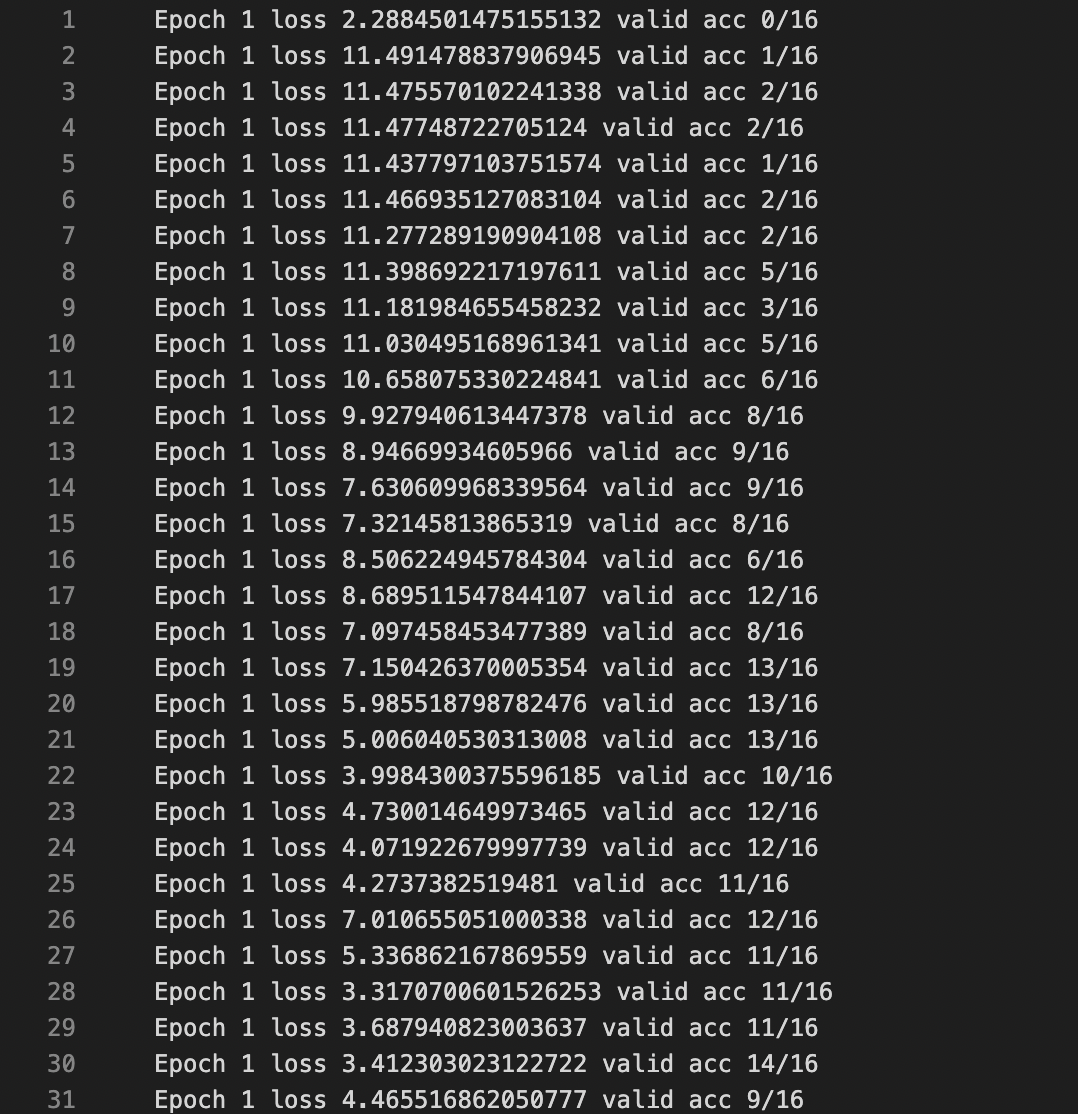 1 Epoch 1 loss 2.2884501475155132 valid acc 0/16
2 Epoch 1 loss 11.491478837906945 valid acc 1/16
3 Epoch 1 loss 11.475570102241338 valid acc 2/16
4 Epoch 1 loss 11.47748722705124 valid acc 2/16
5 Epoch 1 loss 11.437797103751574 valid acc 1/16
6 Epoch 1 loss 11.466935127083104 valid acc 2/16
7 Epoch 1 loss 11.277289190904108 valid acc 2/16
8 Epoch 1 loss 11.398692217197611 valid acc 5/16
9 Epoch 1 loss 11.181984655458232 valid acc 3/16
10 Epoch 1 loss 11.030495168961341 valid acc 5/16
11 Epoch 1 loss 10.658075330224841 valid acc 6/16
12 Epoch 1 loss 9.927940613447378 valid acc 8/16
13 Epoch 1 loss 8.94669934605966 valid acc 9/16
14 Epoch 1 loss 7.630609968339564 valid acc 9/16
15 Epoch 1 loss 7.32145813865319 valid acc 8/16
16 Epoch 1 loss 8.506224945784304 valid acc 6/16
17 Epoch 1 loss 8.689511547844107 valid acc 12/16
18 Epoch 1 loss 7.097458453477389 valid acc 8/16
19 Epoch 1 loss 7.150426370005354 valid acc 13/16
20 Epoch 1 loss 5.985518798782476 valid acc 13/16
21 Epoch 1 loss 5.006040530313008 valid acc 13/16
22 Epoch 1 loss 3.9984300375596185 valid acc 10/16
23 Epoch 1 loss 4.730014649973465 valid acc 12/16
24 Epoch 1 loss 4.071922679997739 valid acc 12/16
25 Epoch 1 loss 4.2737382519481 valid acc 11/16
26 Epoch 1 loss 7.010655051000338 valid acc 12/16
27 Epoch 1 loss 5.336862167869559 valid acc 11/16
28 Epoch 1 loss 3.3170700601526253 valid acc 11/16
29 Epoch 1 loss 3.687940823003637 valid acc 11/16
30 Epoch 1 loss 3.412303023122722 valid acc 14/16
31 Epoch 1 loss 4.465516862050777 valid acc 9/16